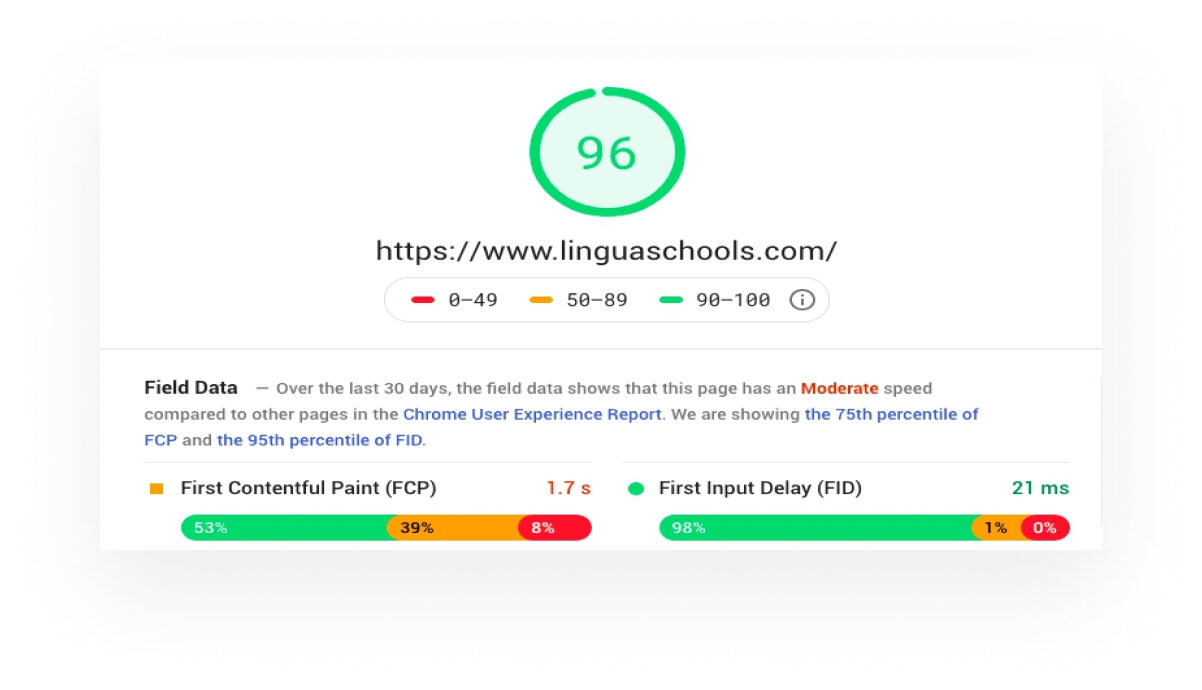 96
https://www.linguaschools.com/
0–49 50–89 90–100
Field Data — Over the last 30 days, the field data shows that this page has an Moderate speed
compared to other pages in the Chrome User Experience Report. We are showing the 75th percentile of
FCP and the 95th percentile of FID.
First Contentful Paint (FCP) 1.7 s
53% 39% 8%
First Input Delay (FID) 21 ms
98% 1% 0%